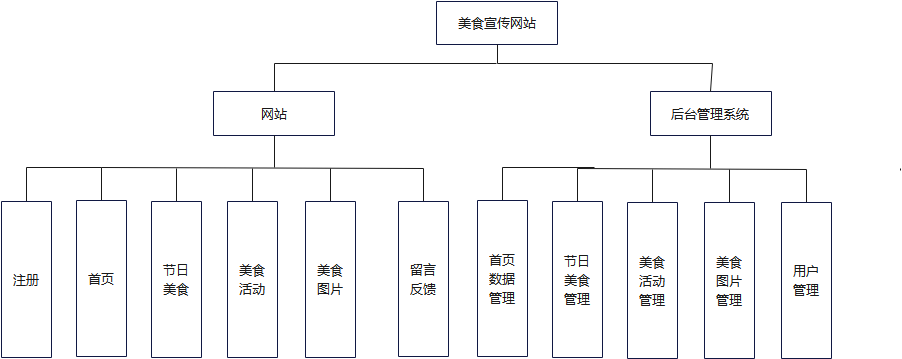 美食宣传网站
网站
后台管理系统
注册
首页
节日
美食
美食
活动
美食
图片
留言
反馈
首页
数据
管理
节日
美食
管理
美食
活动
管理
美食
图片
管理
用户
管理